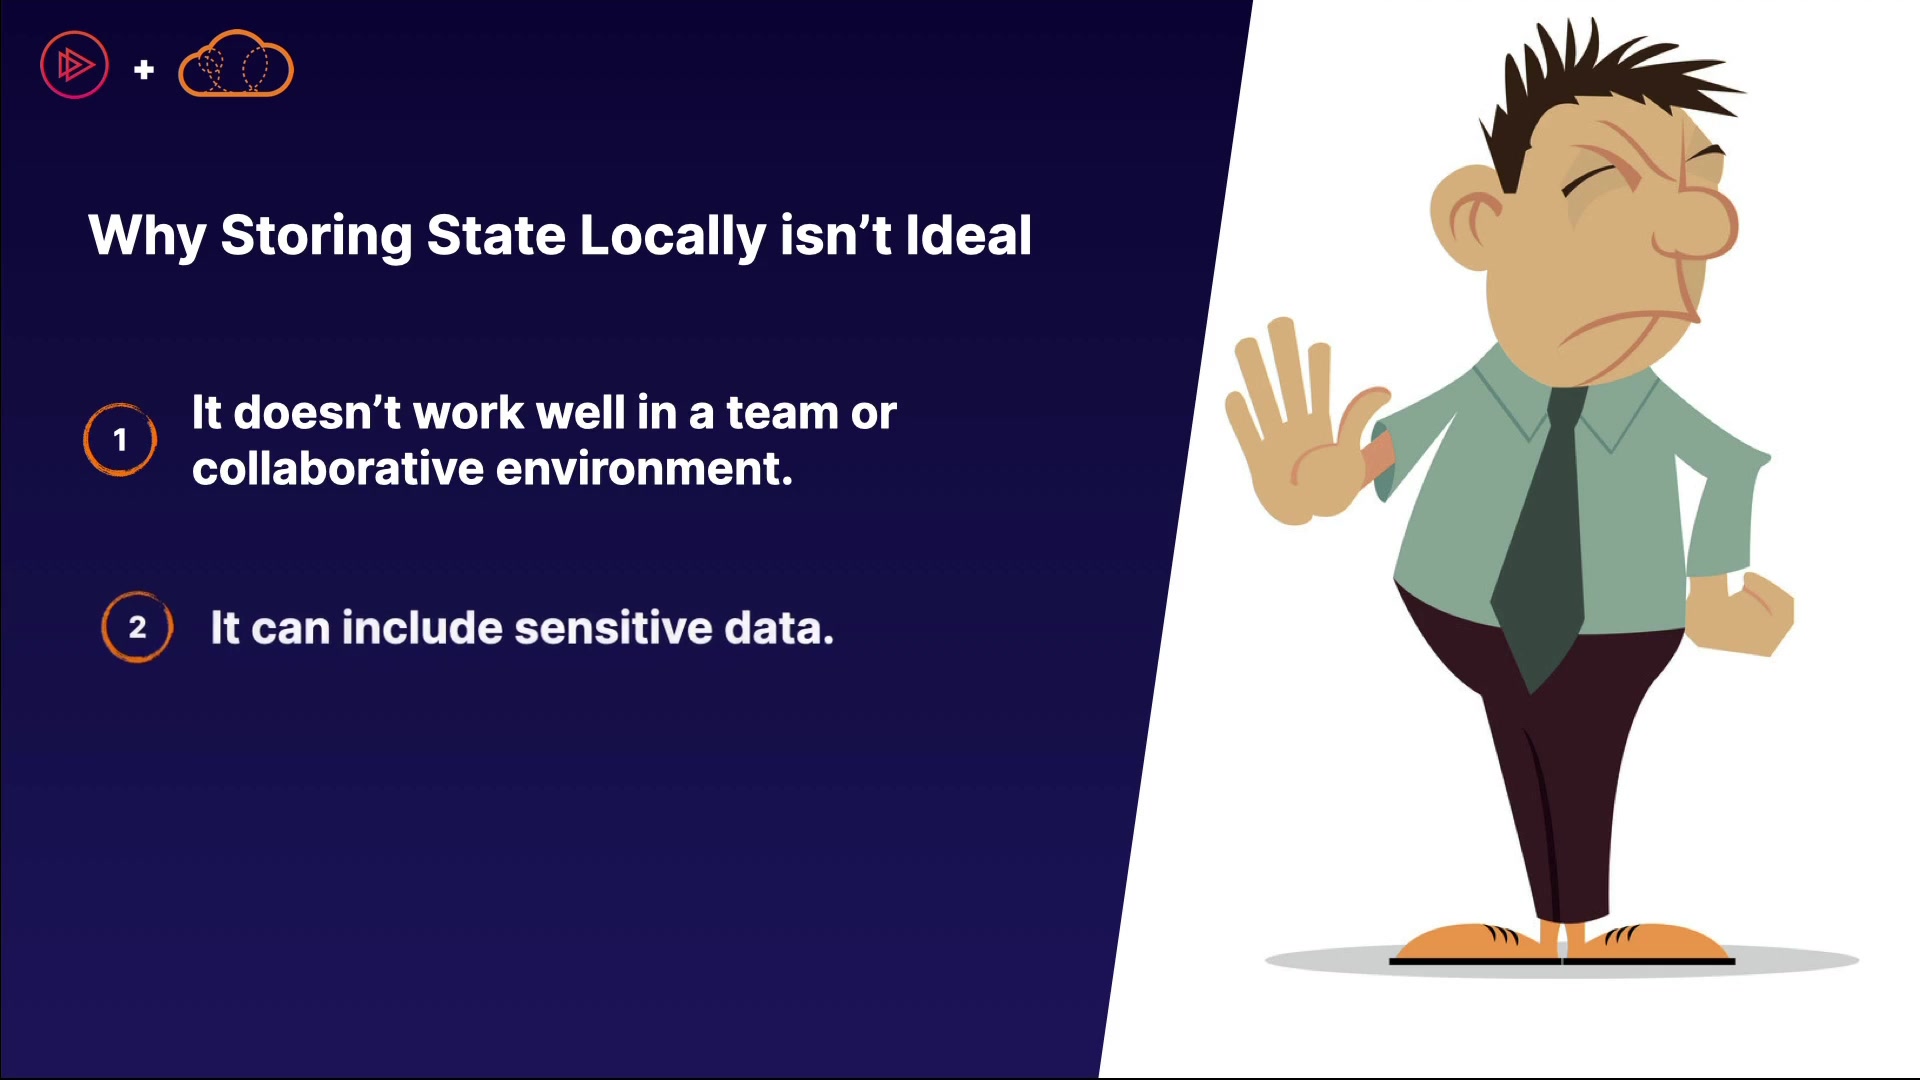 +
Why Storing State Locally isn’t Ideal
1
It doesn’t work well in a team or
collaborative environment.
2
It can include sensitive data.